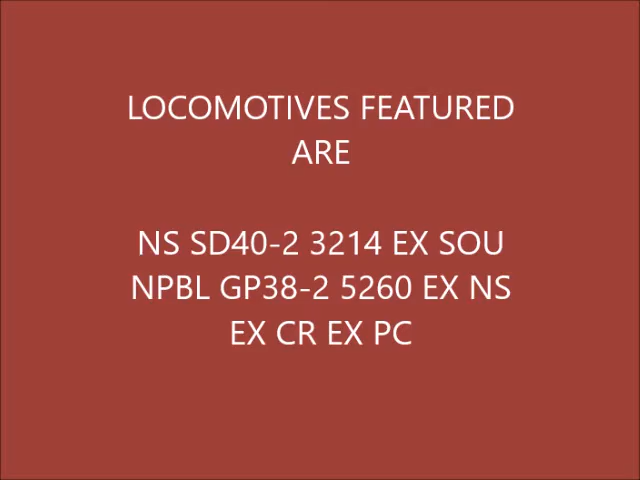 LOCOMOTIVES FEATURED
ARE
NS SD40-2 3214 EX SOU
NPBL GP38-2 5260 EX NS
EX CR EX PC